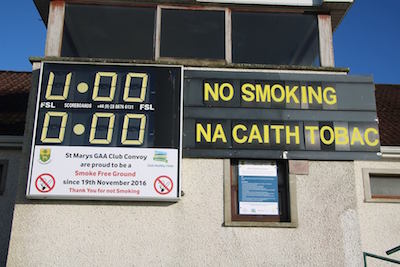 0:00
FSL SCOREBOARDS FSL
0:00
St Marys GAA Club Convoy
are proud to be a
Smoke Free Ground
since 19th November 2016
Thank You for not Smoking
NO SMOKING
NA CAITH TOBAC